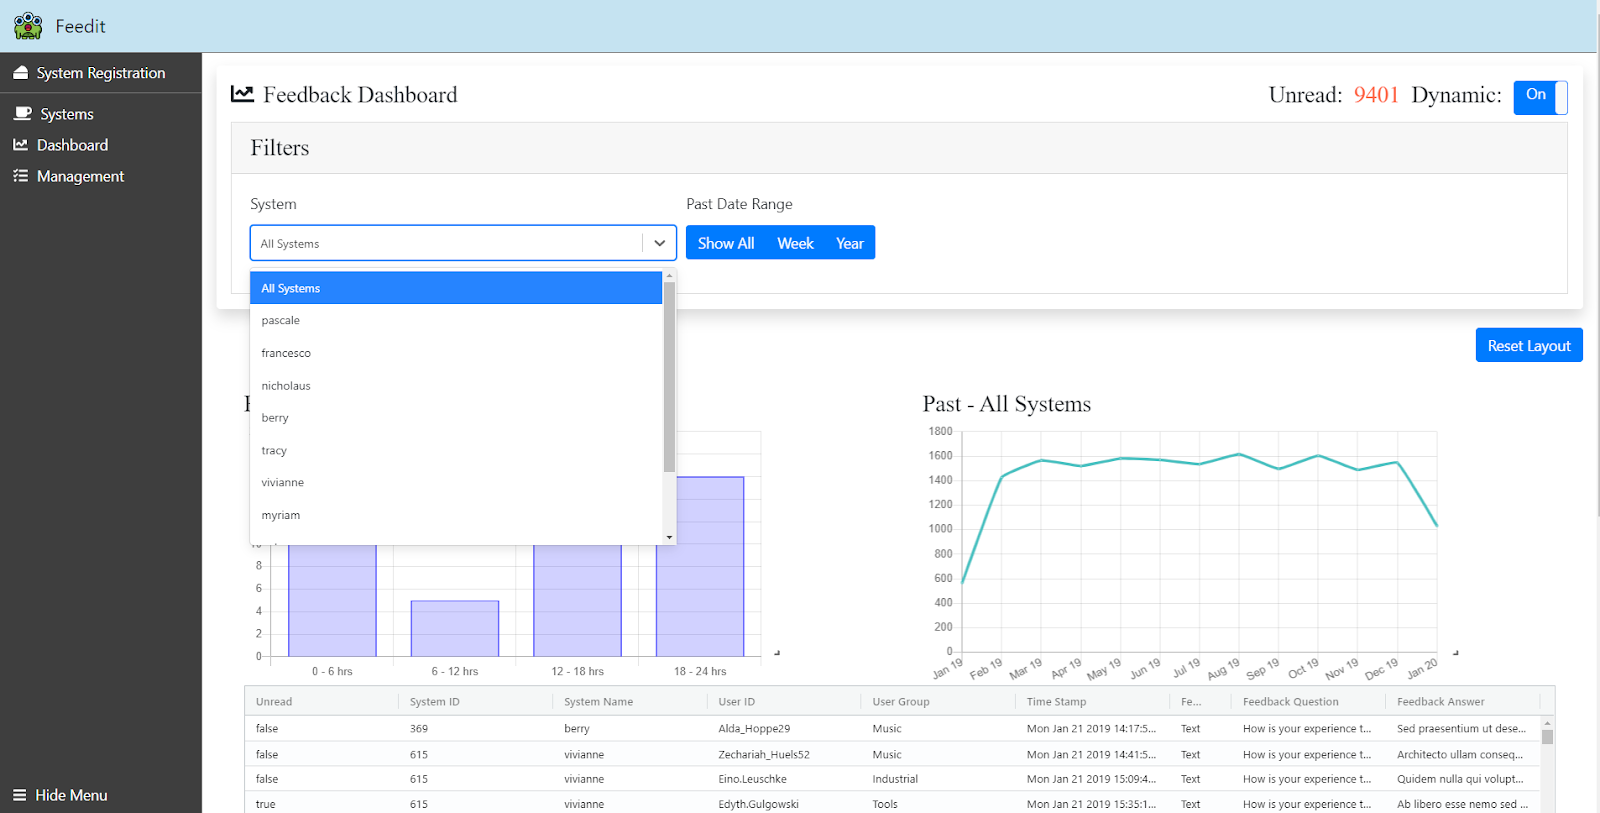 Feedit
System Registration
Systems
Dashboard
Management
Hide Menu
Feedback Dashboard
Unread: 9401 Dynamic: On
Filters
System
Past Date Range
All Systems
Show All Week Year
All Systems
pascale
francesco
nicholaus
berry
tracy
vivianne
myriam
Reset Layout
8
6
4
2
0
0 - 6 hrs 6 - 12 hrs 12 - 18 hrs 18 - 24 hrs
Past - All Systems
1800
1600
1400
1200
1000
800
600
400
200
0
Jan 19 Feb 19 Mar 19 Apr 19 May 19 Jun 19 Jul 19 Aug 19 Sep 19 Oct 19 Nov 19 Dec 19 Jan 20
Unread System ID System Name User ID User Group Time Stamp Fe... Feedback Question Feedback Answer
false 369 berry Alda_Hoppe29 Music Mon Jan 21 2019 14:17:5... Text How is your experience t... Sed praesentium ut dese...
false 615 vivianne Zechariah_Huels52 Music Mon Jan 21 2019 14:41:5... Text How is your experience t... Architecto ullam conseq...
false 615 vivianne Eino.Leuschke Industrial Mon Jan 21 2019 15:09:4... Text How is your experience t... Quidem nulla qui volupt...
true 615 vivianne Edyth.Gulgowski Tools Mon Jan 21 2019 15:35:1... Text How is your experience t... Ab libero esse nemo sed ...